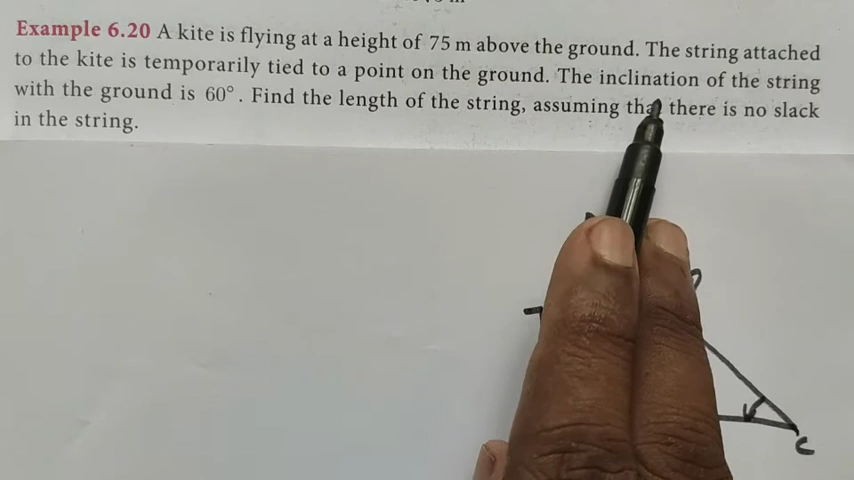 Example 6.20 A kite is flying at a height of 75 m above the ground. The string attached
to the kite is temporarily tied to a point on the ground. The inclination of the string
with the ground is 60°. Find the length of the string, assuming that there is no slack
in the string.
C